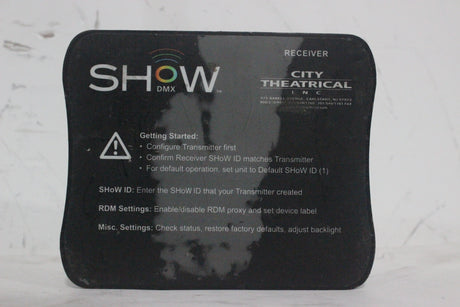 RECEIVER
SHoW
DMX
TM
CITY
THEATRICAL
INC
Getting Started:
• Configure Transmitter first
• Confirm Receiver SHoW ID matches Transmitter
• For default operation, set unit to Default SHoW ID (1)
SHoW ID: Enter the SHoW ID that your Transmitter created
RDM Settings: Enable/disable RDM proxy and set device label
Misc. Settings: Check status, restore factory defaults, adjust backlight